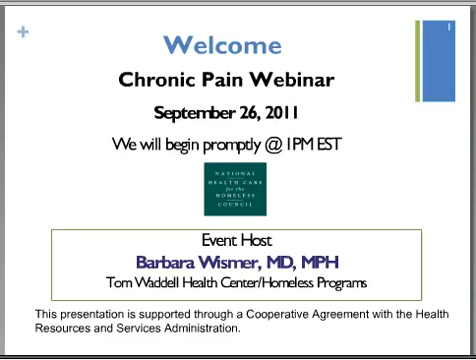 +
1
Welcome
Chronic Pain Webinar
September 26, 2011
We will begin promptly @ 1PM EST
NATIONAL
HEALTH CARE
for the
HOMELESS
COUNCIL
Event Host
Barbara Wismer, MD, MPH
Tom Waddell Health Center/Homeless Programs
This presentation is supported through a Cooperative Agreement with the Health
Resources and Services Administration.